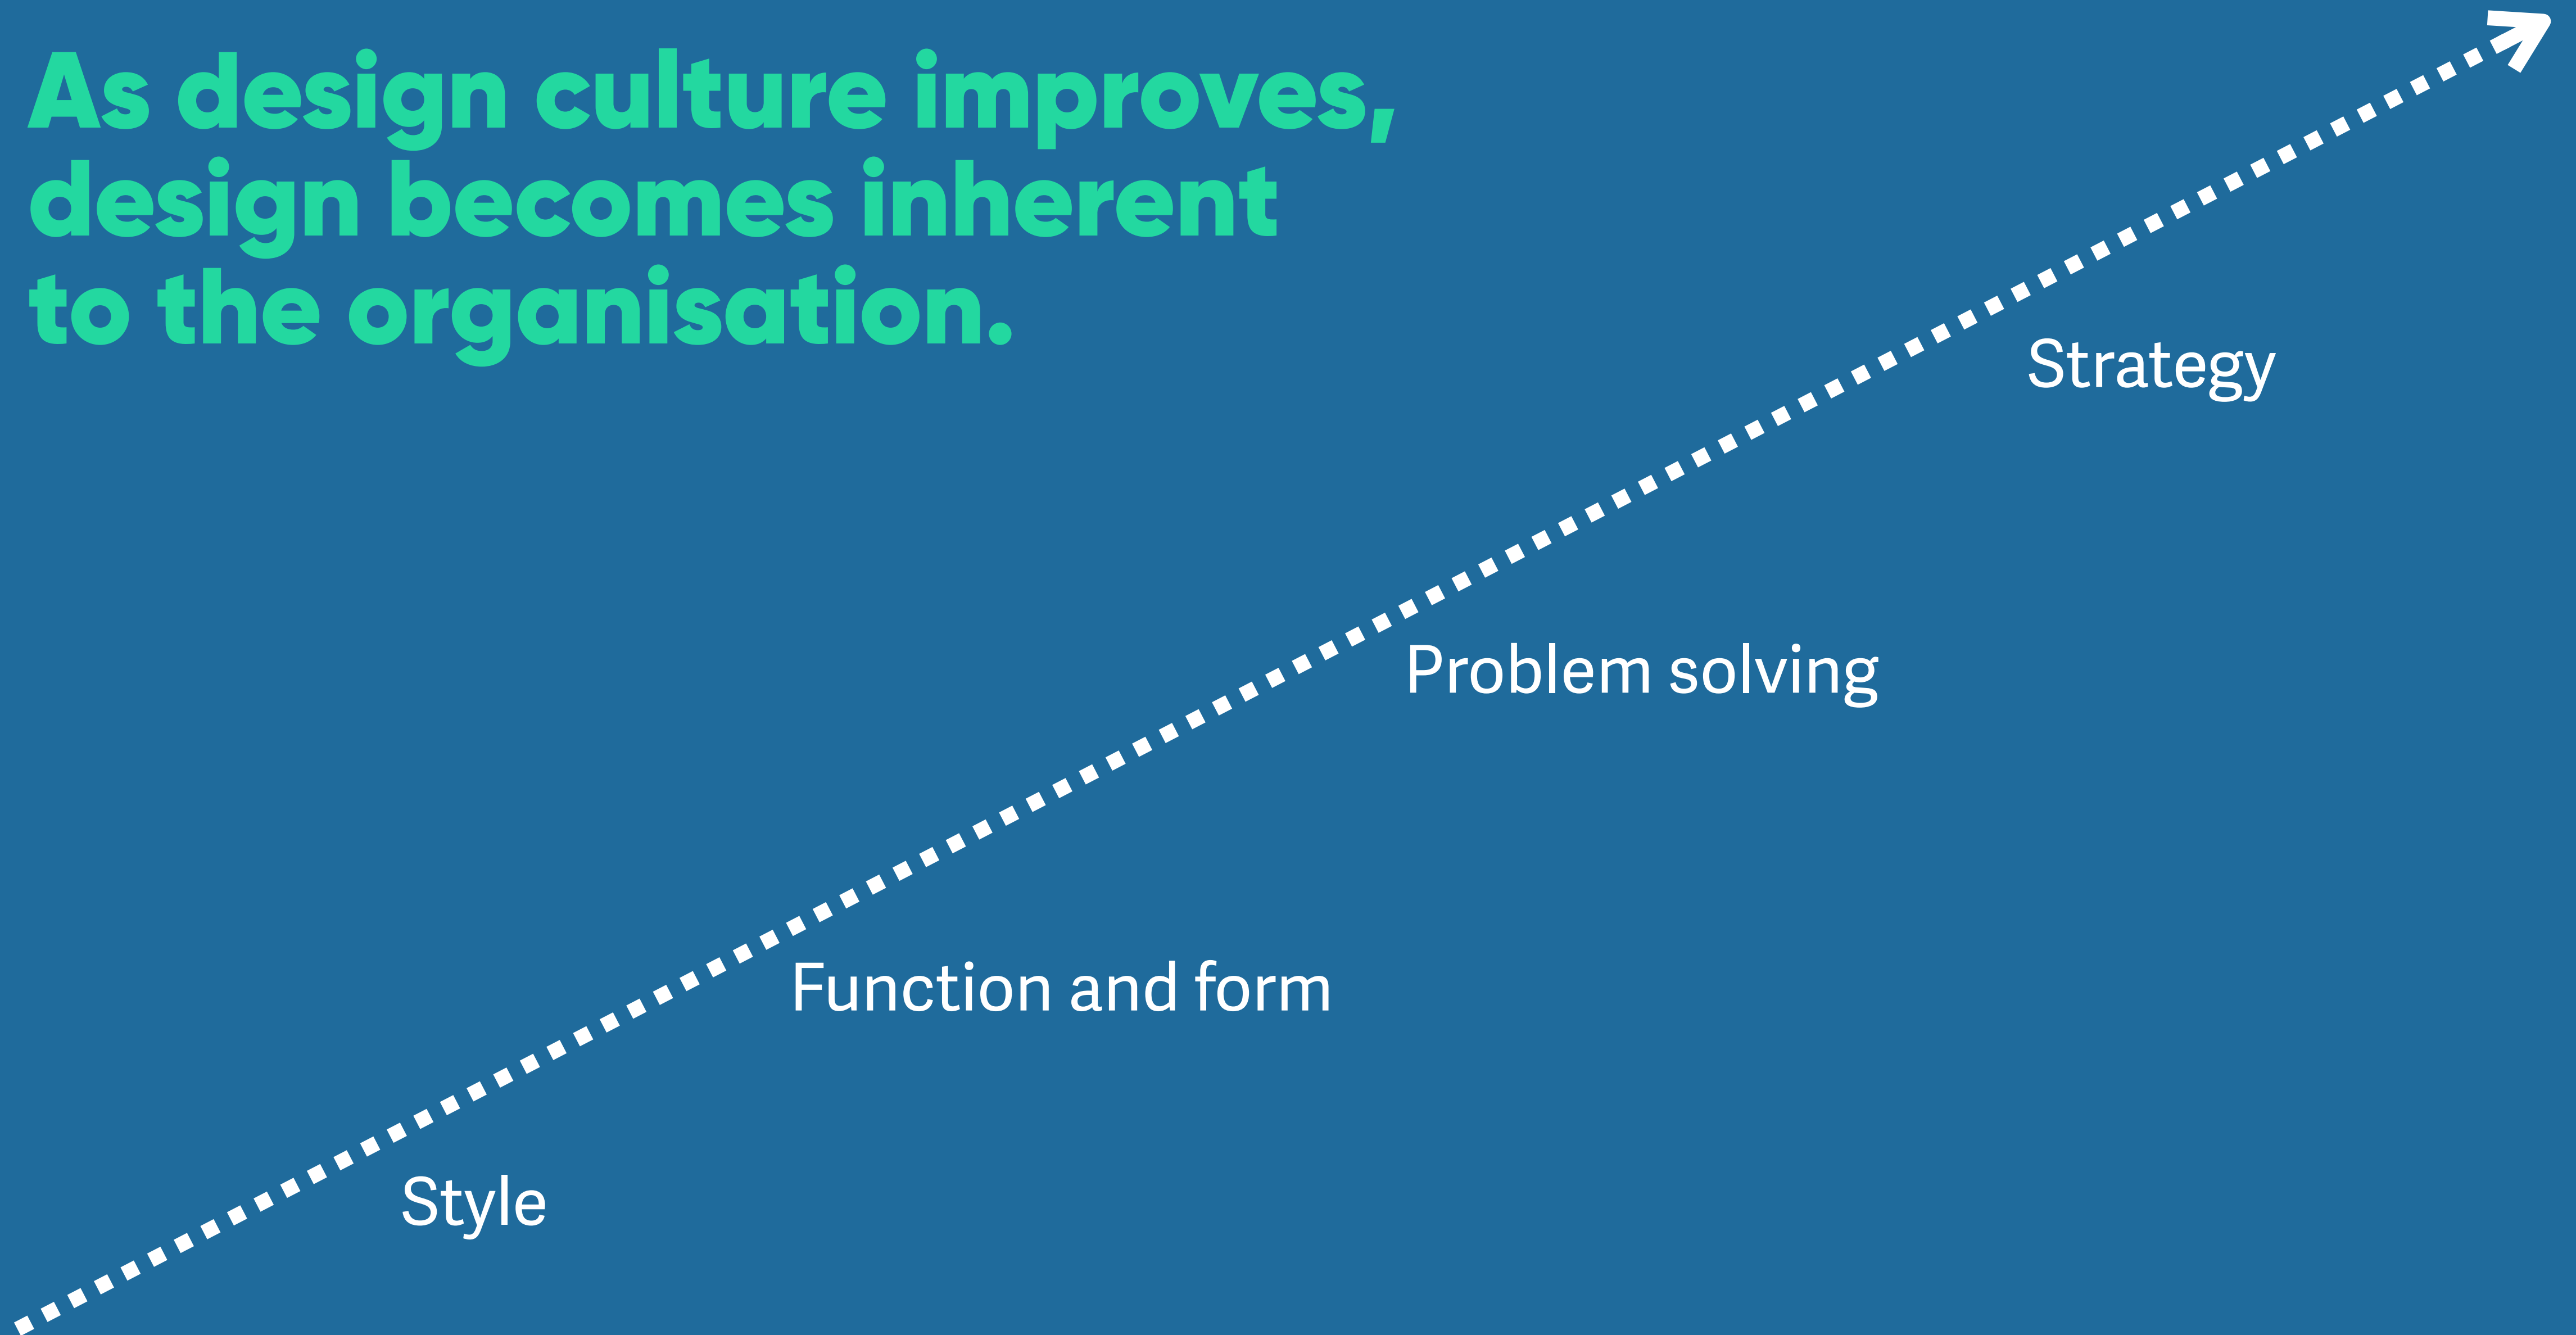 As design culture improves,
design becomes inherent
to the organisation.
Strategy
Problem solving
Function and form
Style